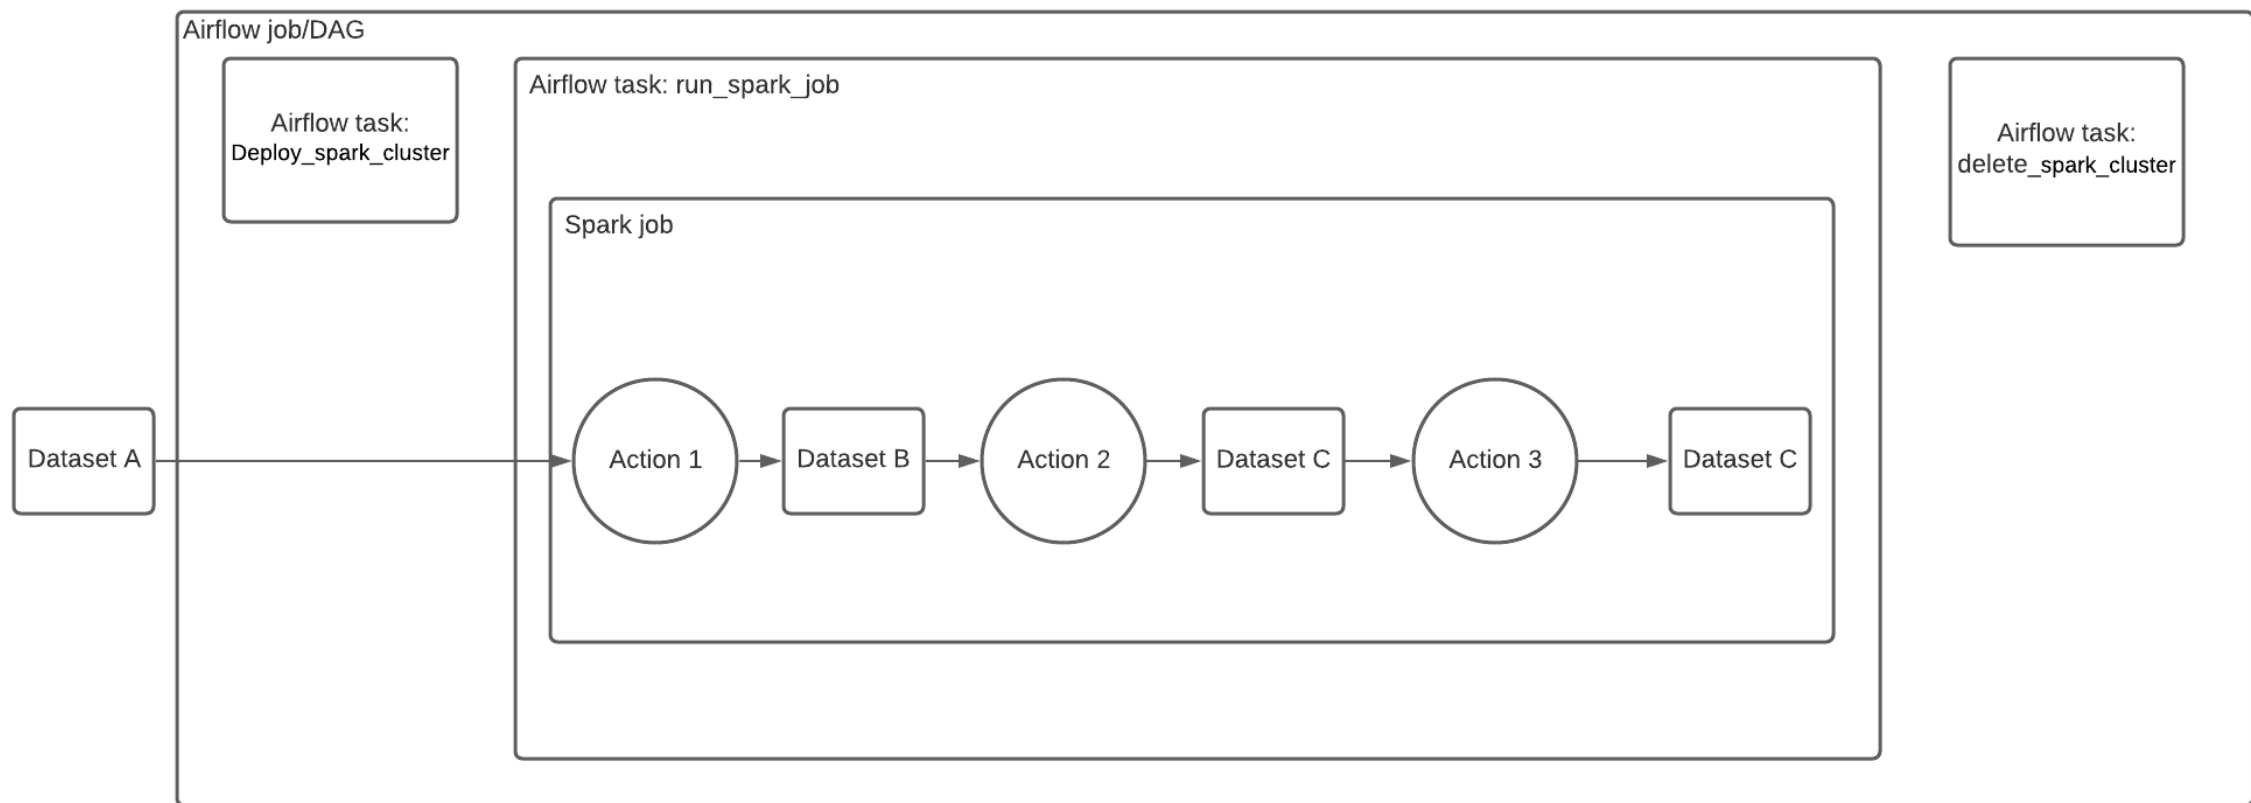 Airflow job/DAG
Airflow task:
Deploy_spark_cluster
Airflow task: run_spark_job
Airflow task:
delete_spark_cluster
Spark job
Dataset A
Action 1
Dataset B
Action 2
Dataset C
Action 3
Dataset C